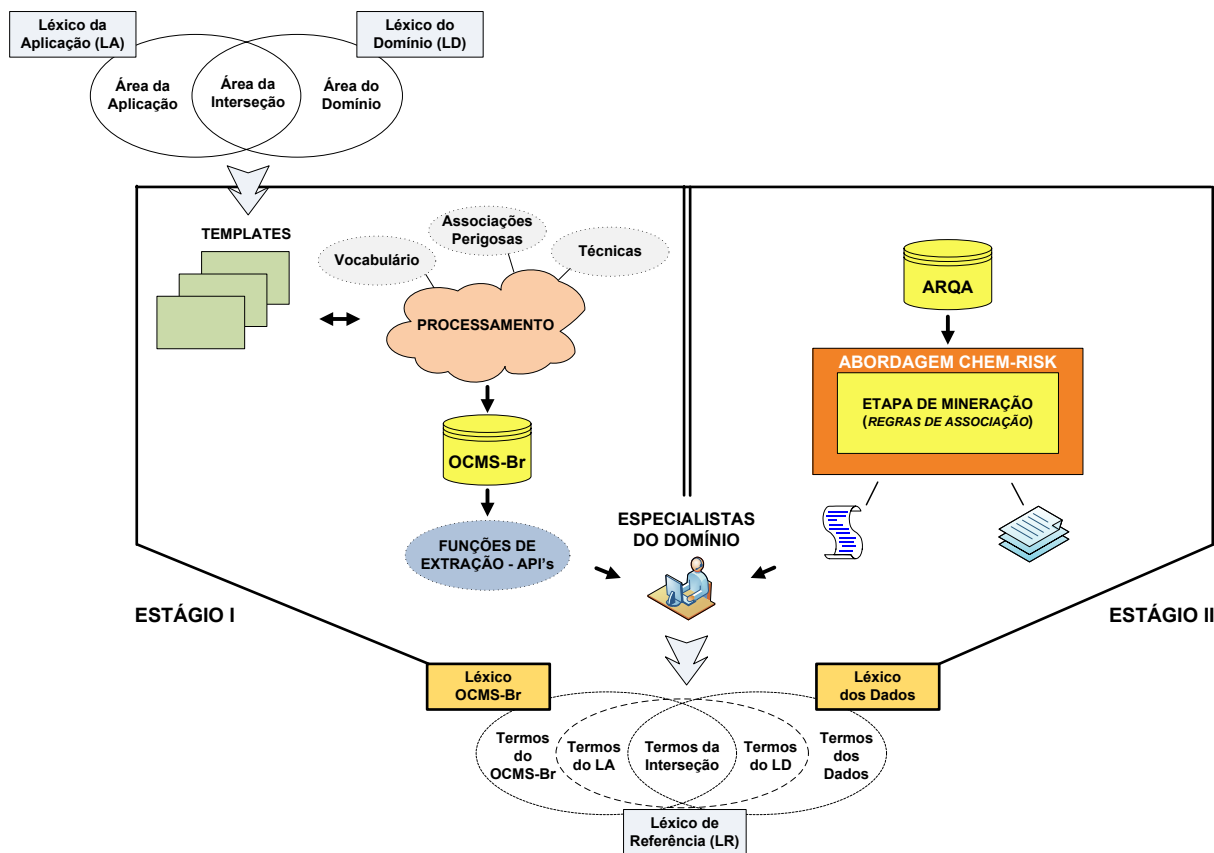 Léxico da
Aplicação (LA)
Léxico do
Domínio (LD)
Área da
Aplicação
Área da
Interseção
Área do
Domínio
TEMPLATES
Vocabulário
Associações
Perigosas
Técnicas
PROCESSAMENTO
OCMS-Br
FUNÇÕES DE
EXTRAÇÃO - API's
ESPECIALISTAS
DO DOMÍNIO
ARQA
ABORDAGEM CHEM-RISK
ETAPA DE MINERAÇÃO
(REGRAS DE ASSOCIAÇÃO)
ESTÁGIO I
ESTÁGIO II
Léxico
OCMS-Br
Léxico
dos Dados
Termos
do
OCMS-Br
Termos
do LA
Termos da
Interseção
Termos
do LD
Termos
dos
Dados
Léxico de
Referência (LR)